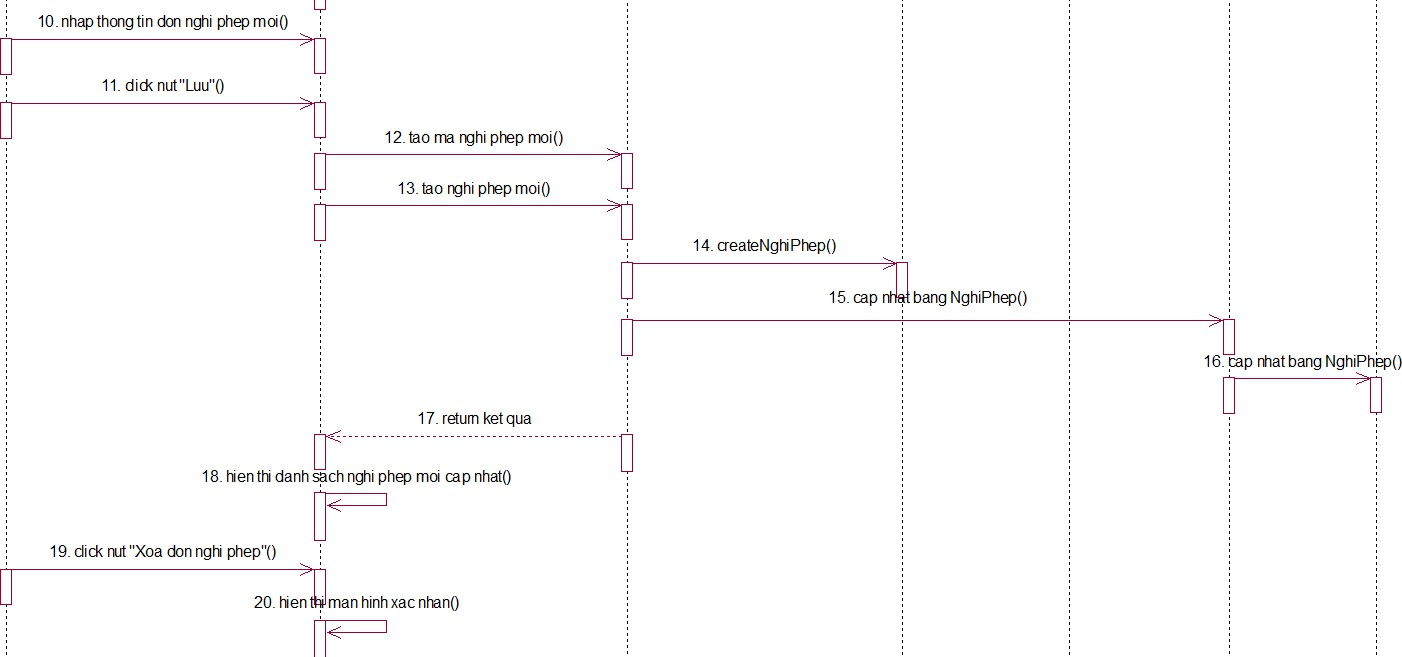 10. nhap thong tin don nghi phep moi()
11. click nut "Luu"()
12. tao ma nghi phep moi()
13. tao nghi phep moi()
14. createNghiPhep()
15. cap nhat bang NghiPhep()
16. cap nhat bang NghiPhep()
17. return ket qua
18. hien thi danh sach nghi phep moi cap nhat()
19. click nut "Xoa don nghi phep"()
20. hien thi man hinh xac nhan()